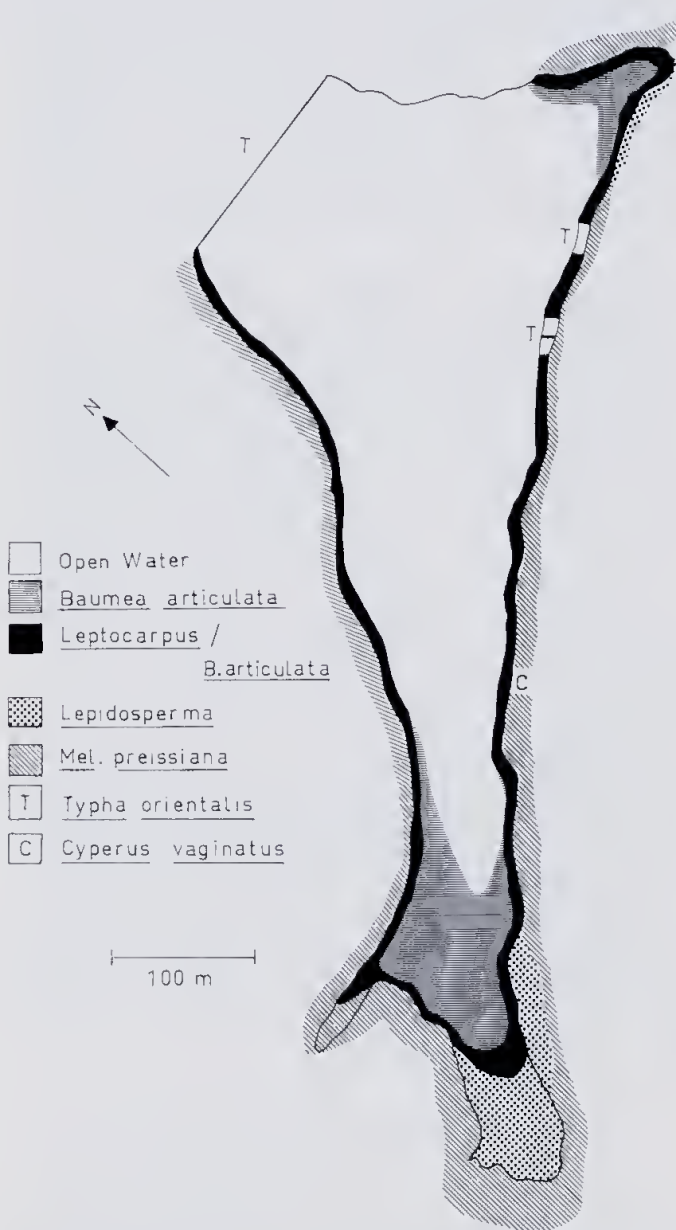 T
T
T
N
Open Water
Baumea articulata
Leptocarpus /
B.articulata
C
Lepidosperma
Mel. preissiana
T Typha orientalis
C Cyperus vaginatus
100 m